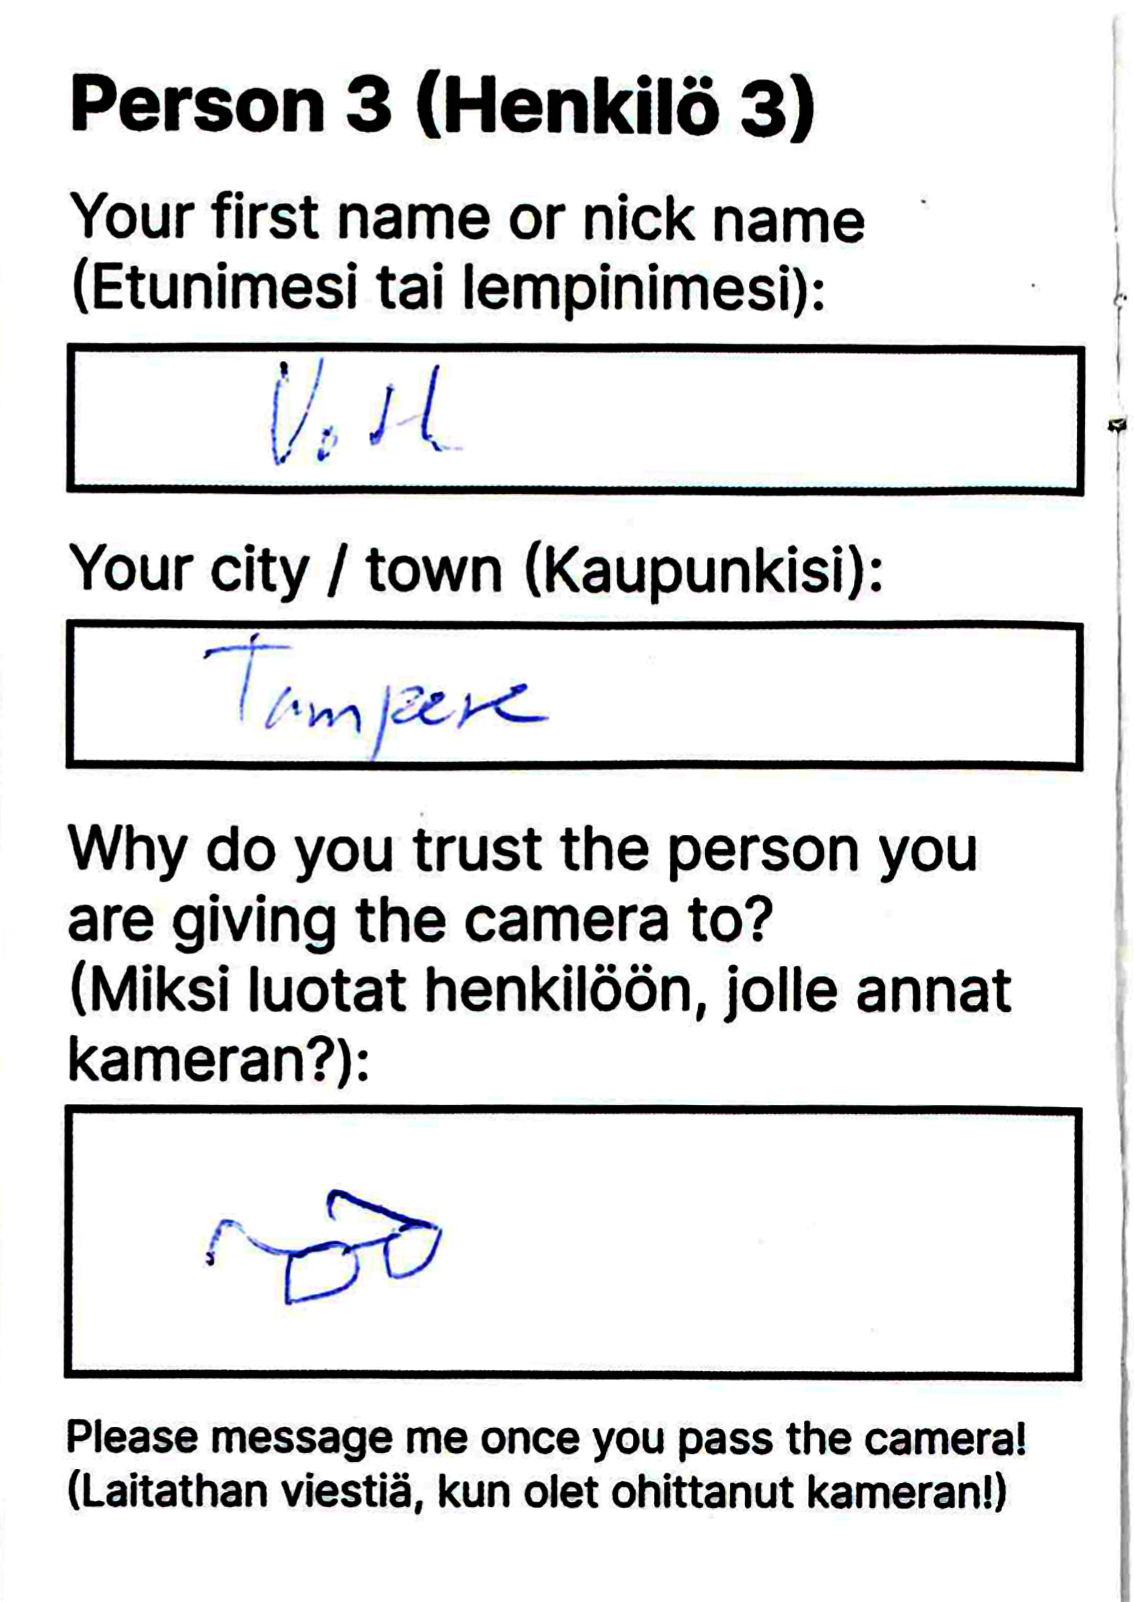 Person 3 (Henkilö 3)
Your first name or nick name
(Etunimesi tai lempinimesi):
Your city / town (Kaupunkisi):
Tampere
Why do you trust the person you
are giving the camera to?
(Miksi luotat henkilöön, jolle annat
kameran?):
Please message me once you pass the camera!
(Laitathan viestiä, kun olet ohittanut kameran!)